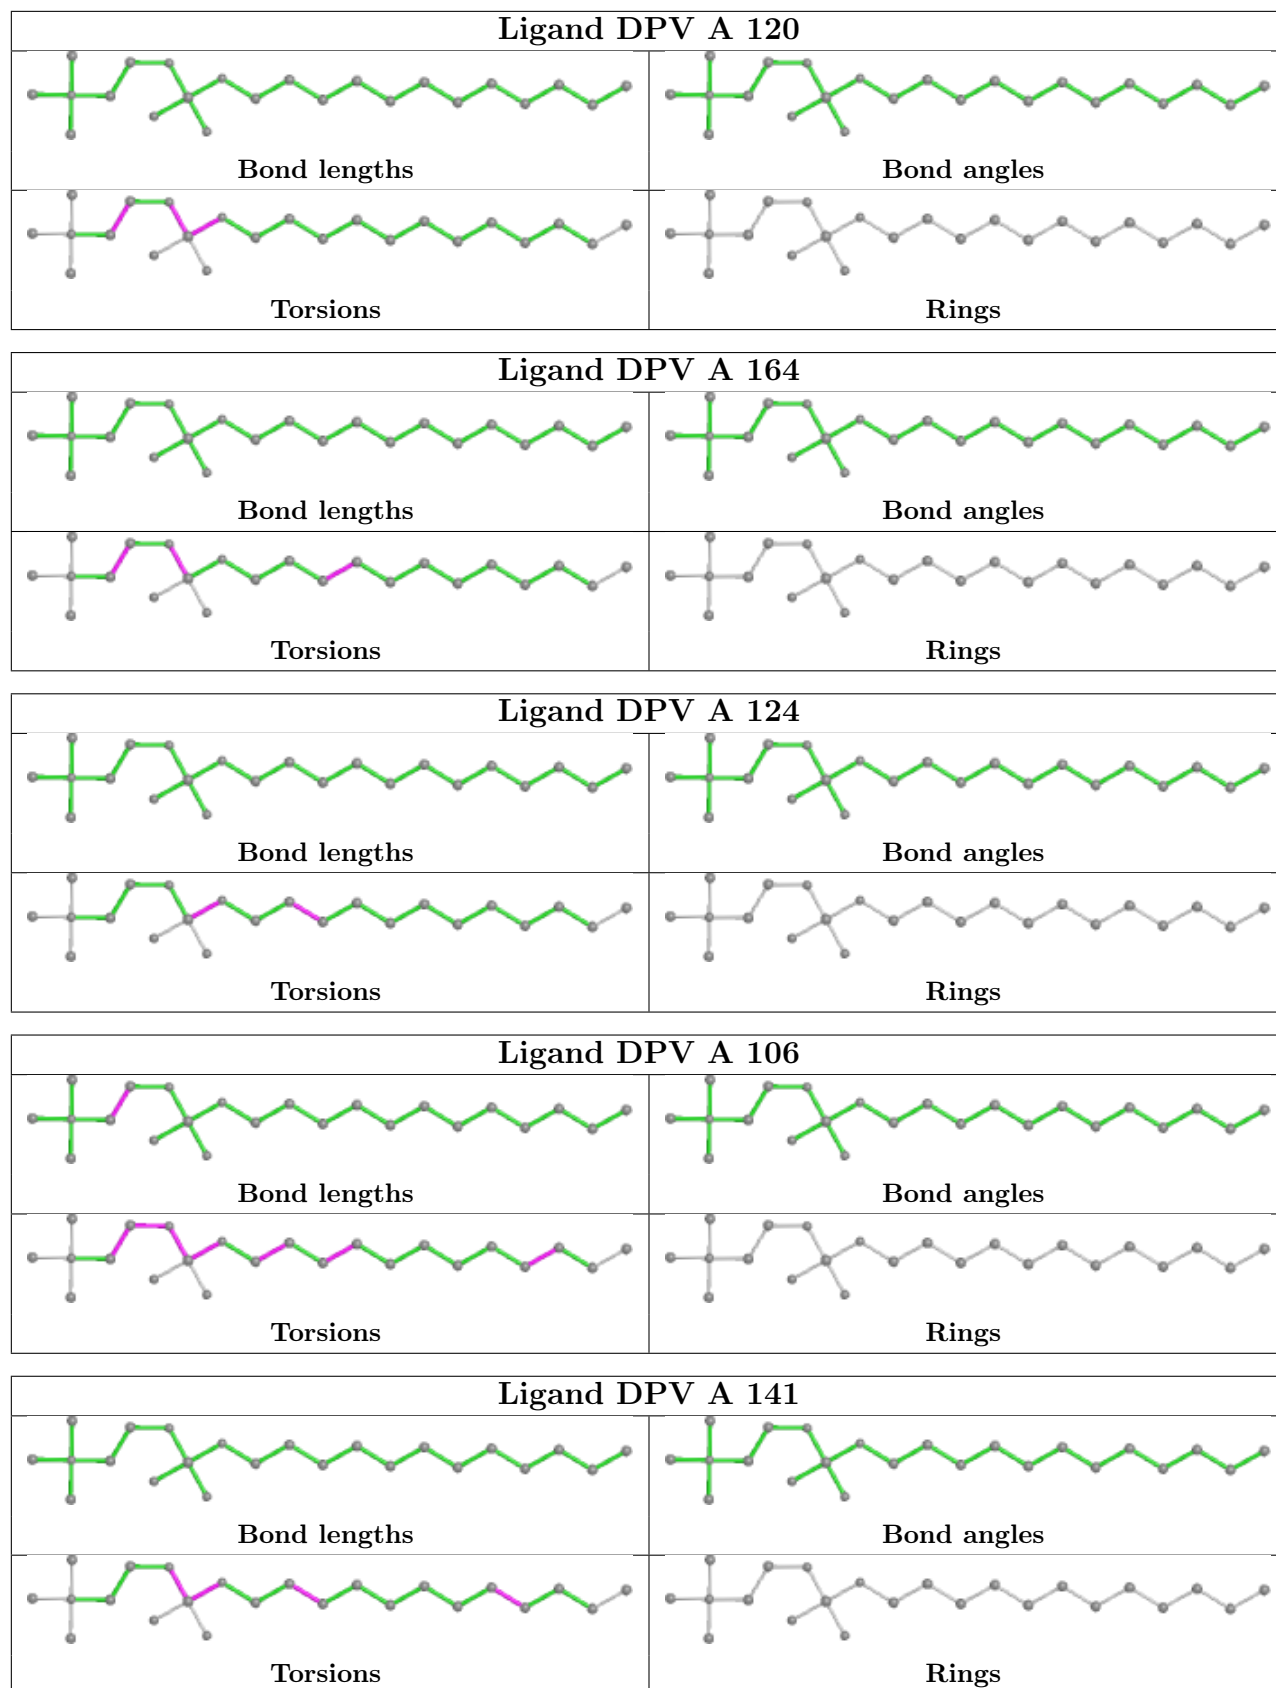 Ligand DPV A 120
Bond lengths
Bond angles
Torsions
Rings
Ligand DPV A 164
Bond lengths
Bond angles
Torsions
Rings
Ligand DPV A 124
Bond lengths
Bond angles
Torsions
Rings
Ligand DPV A 106
Bond lengths
Bond angles
Torsions
Rings
Ligand DPV A 141
Bond lengths
Bond angles
Torsions
Rings